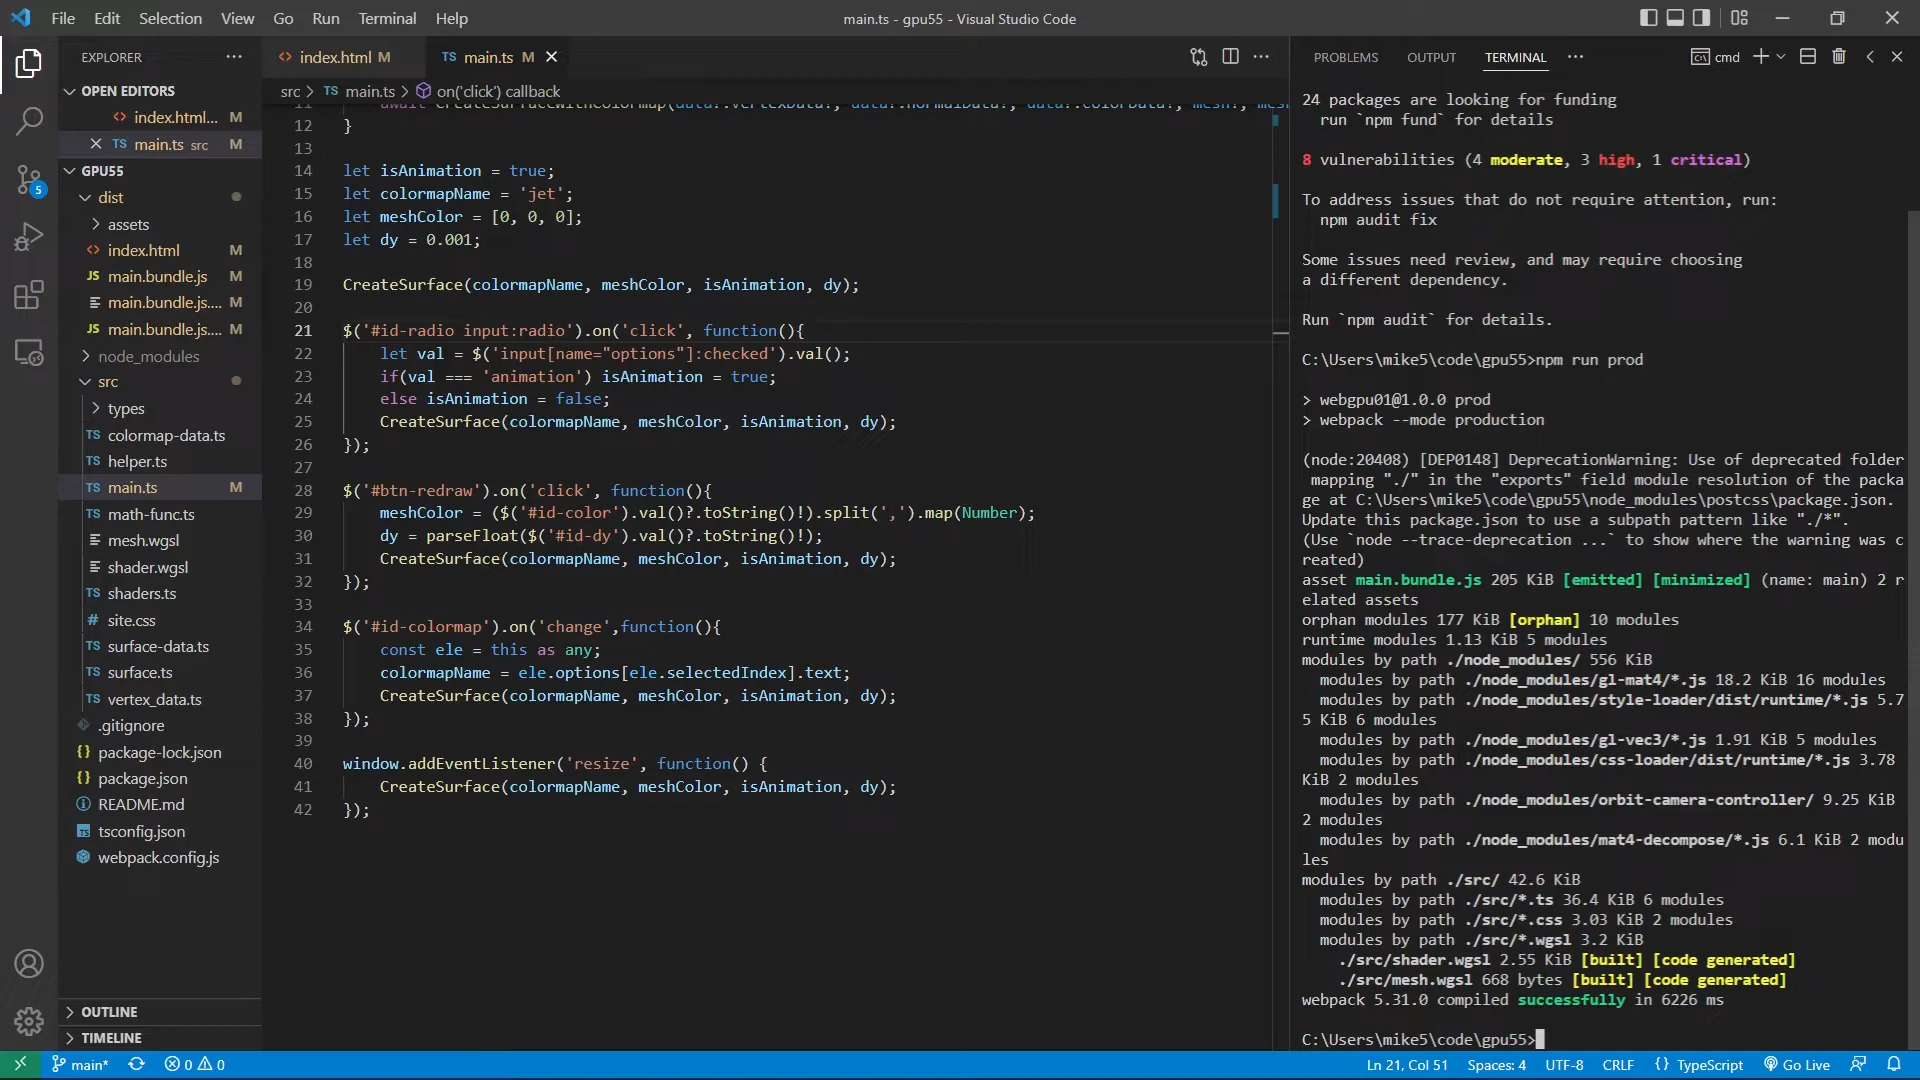 File Edit Selection View Go Run Terminal Help
main.ts - gpu55 - Visual Studio Code
EXPLORER
OPEN EDITORS
index.html... M
TS main.ts src M
GPU55
dist
assets
index.html M
JS main.bundle.js M
main.bundle.js.... M
JS main.bundle.js.... M
node_modules
src
types
TS colormap-data.ts
TS helper.ts
TS main.ts M
TS math-func.ts
mesh.wgsl
shader.wgsl
TS shaders.ts
# site.css
TS surface-data.ts
TS surface.ts
TS vertex_data.ts
.gitignore
{} package-lock.json
{} package.json
README.md
TS tsconfig.json
webpack.config.js
OUTLINE
TIMELINE
5
index.html M
TS main.ts M
src > TS main.ts > on('click') callback
11 await CreateSurfaceWithColormap(data?.vertexData!, data?.normalData!, data?.colorData!, mesh!, mes
12 }
13
14 let isAnimation = true;
15 let colormapName = 'jet';
16 let meshColor = [0, 0, 0];
17 let dy = 0.001;
18
19 CreateSurface(colormapName, meshColor, isAnimation, dy);
20
21 $('#id-radio input:radio').on('click', function(){
22 let val = $('input[name="options"]:checked').val();
23 if(val === 'animation') isAnimation = true;
24 else isAnimation = false;
25 CreateSurface(colormapName, meshColor, isAnimation, dy);
26 });
27
28 $('#btn-redraw').on('click', function(){
29 meshColor = ($('#id-color').val()?.toString()!).split(',').map(Number);
30 dy = parseFloat($('#id-dy').val()?.toString()!);
31 CreateSurface(colormapName, meshColor, isAnimation, dy);
32 });
33
34 $('#id-colormap').on('change',function(){
35 const ele = this as any;
36 colormapName = ele.options[ele.selectedIndex].text;
37 CreateSurface(colormapName, meshColor, isAnimation, dy);
38 });
39
40 window.addEventListener('resize', function() {
41 CreateSurface(colormapName, meshColor, isAnimation, dy);
42 });
PROBLEMS OUTPUT TERMINAL cmd
24 packages are looking for funding
run `npm fund` for details
8 vulnerabilities (4 moderate, 3 high, 1 critical)
To address issues that do not require attention, run:
npm audit fix
Some issues need review, and may require choosing
a different dependency.
Run `npm audit` for details.
C:\Users\mike5\code\gpu55>npm run prod
> webgpu01@1.0.0 prod
> webpack --mode production
(node:20408) [DEP0148] DeprecationWarning: Use of deprecated folder
mapping "./" in the "exports" field module resolution of the packa
ge at C:\Users\mike5\code\gpu55\node_modules\postcss\package.json.
Update this package.json to use a subpath pattern like "./*".
(Use `node --trace-deprecation ...` to show where the warning was c
reated)
asset main.bundle.js 205 KiB [emitted] [minimized] (name: main) 2 r
elated assets
orphan modules 177 KiB [orphan] 10 modules
runtime modules 1.13 KiB 5 modules
modules by path ./node_modules/ 556 KiB
modules by path ./node_modules/gl-mat4/*.js 18.2 KiB 16 modules
modules by path ./node_modules/style-loader/dist/runtime/*.js 5.7
5 KiB 6 modules
modules by path ./node_modules/gl-vec3/*.js 1.91 KiB 5 modules
modules by path ./node_modules/css-loader/dist/runtime/*.js 3.78
KiB 2 modules
modules by path ./node_modules/orbit-camera-controller/ 9.25 KiB
2 modules
modules by path ./node_modules/mat4-decompose/*.js 6.1 KiB 2 modu
les
modules by path ./src/ 42.6 KiB
modules by path ./src/*.ts 36.4 KiB 6 modules
modules by path ./src/*.css 3.03 KiB 2 modules
modules by path ./src/*.wgsl 3.2 KiB
./src/shader.wgsl 2.55 KiB [built] [code generated]
./src/mesh.wgsl 668 bytes [built] [code generated]
webpack 5.31.0 compiled successfully in 6226 ms
C:\Users\mike5\code\gpu55>
main* 0 0
Ln 21, Col 51 Spaces: 4 UTF-8 CRLF {} TypeScript Go Live